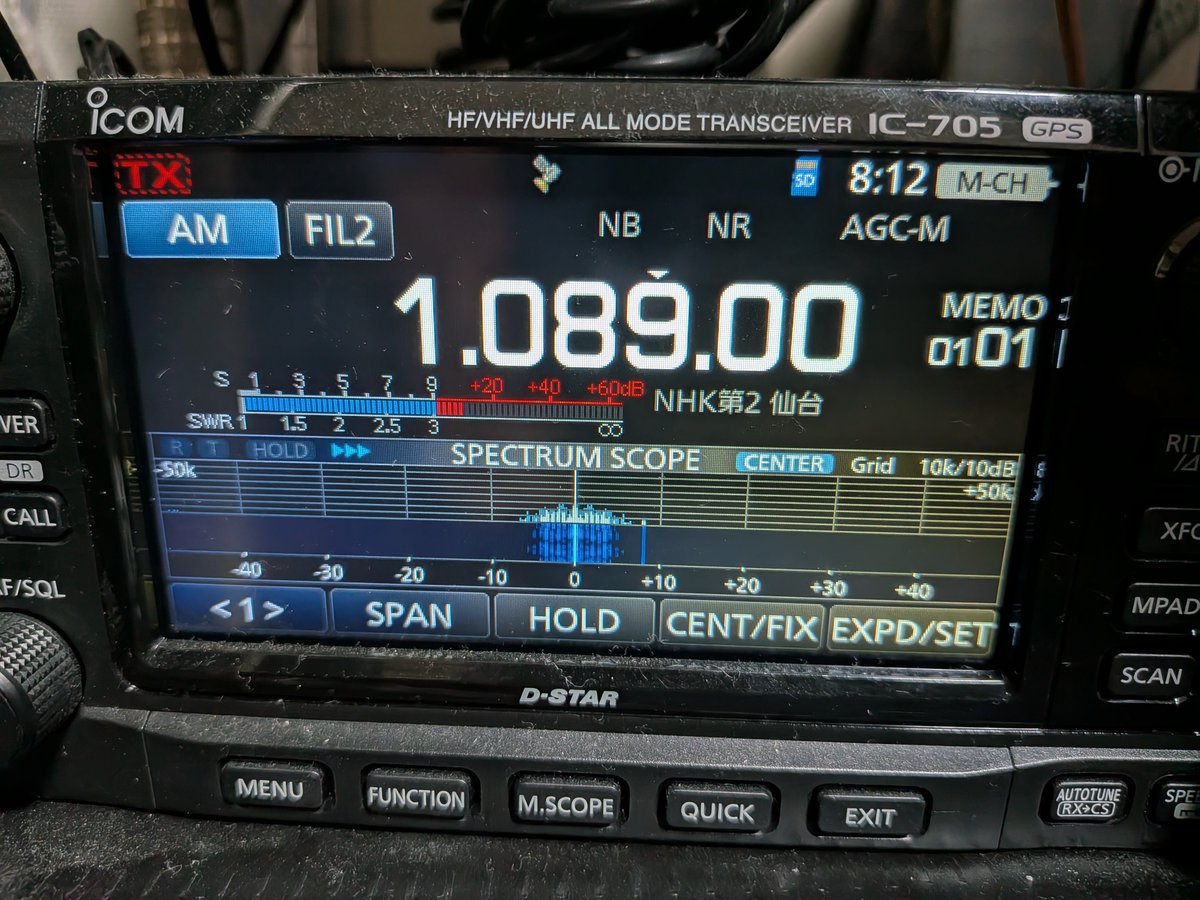 ICOM
HF/VHF/UHF ALL MODE TRANSCEIVER IC-705 GPS
TX SD 8:12 M-CH
AM FIL2 NB NR AGC-M
1.089.00 MEMO
0101
S 1 3 5 7 9 +20 +40 +60dB
NHK第2 仙台
SWR 1 1.5 2 2.5 3 ∞
R T HOLD SPECTRUM SCOPE CENTER Grid 10k/10dB
-50k +50k
-40 -30 -20 -10 0 +10 +20 +30 +40
<1> SPAN HOLD CENT/FIX EXPD/SET
D-STAR
MENU FUNCTION M.SCOPE QUICK EXIT
AUTOTUNE
RX→CS
VER
DR
CALL
AF/SQL
RIT
XFC
MPAD
SCAN
SPE